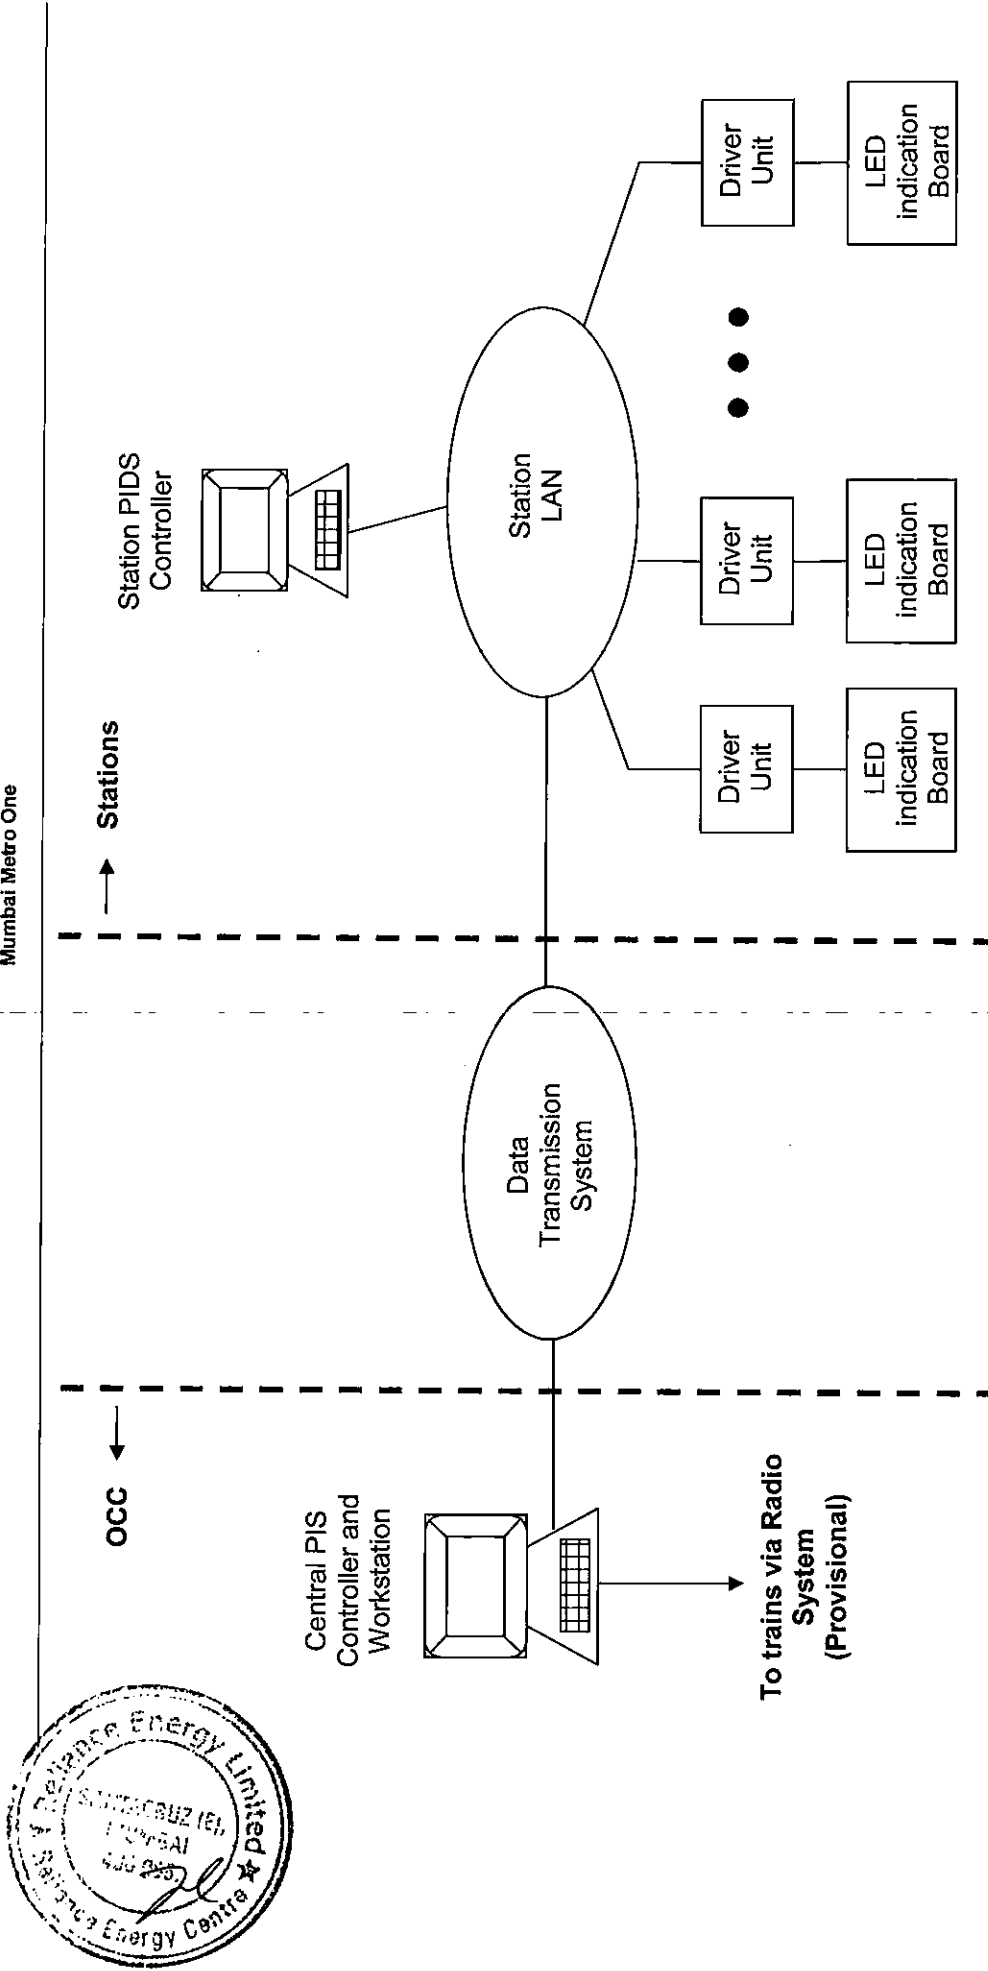 Mumbai Metro One
OCC
Stations
Central PIS
Controller and
Workstation
Station PIDS
Controller
Data
Transmission
System
Station
LAN
To trains via Radio
System
(Provisional)
Driver
Unit
Driver
Unit
Driver
Unit
LED
indication
Board
LED
indication
Board
LED
indication
Board
Reliance Energy Limited
Reliance Energy Centre
SANTACRUZ (E),
MUMBAI